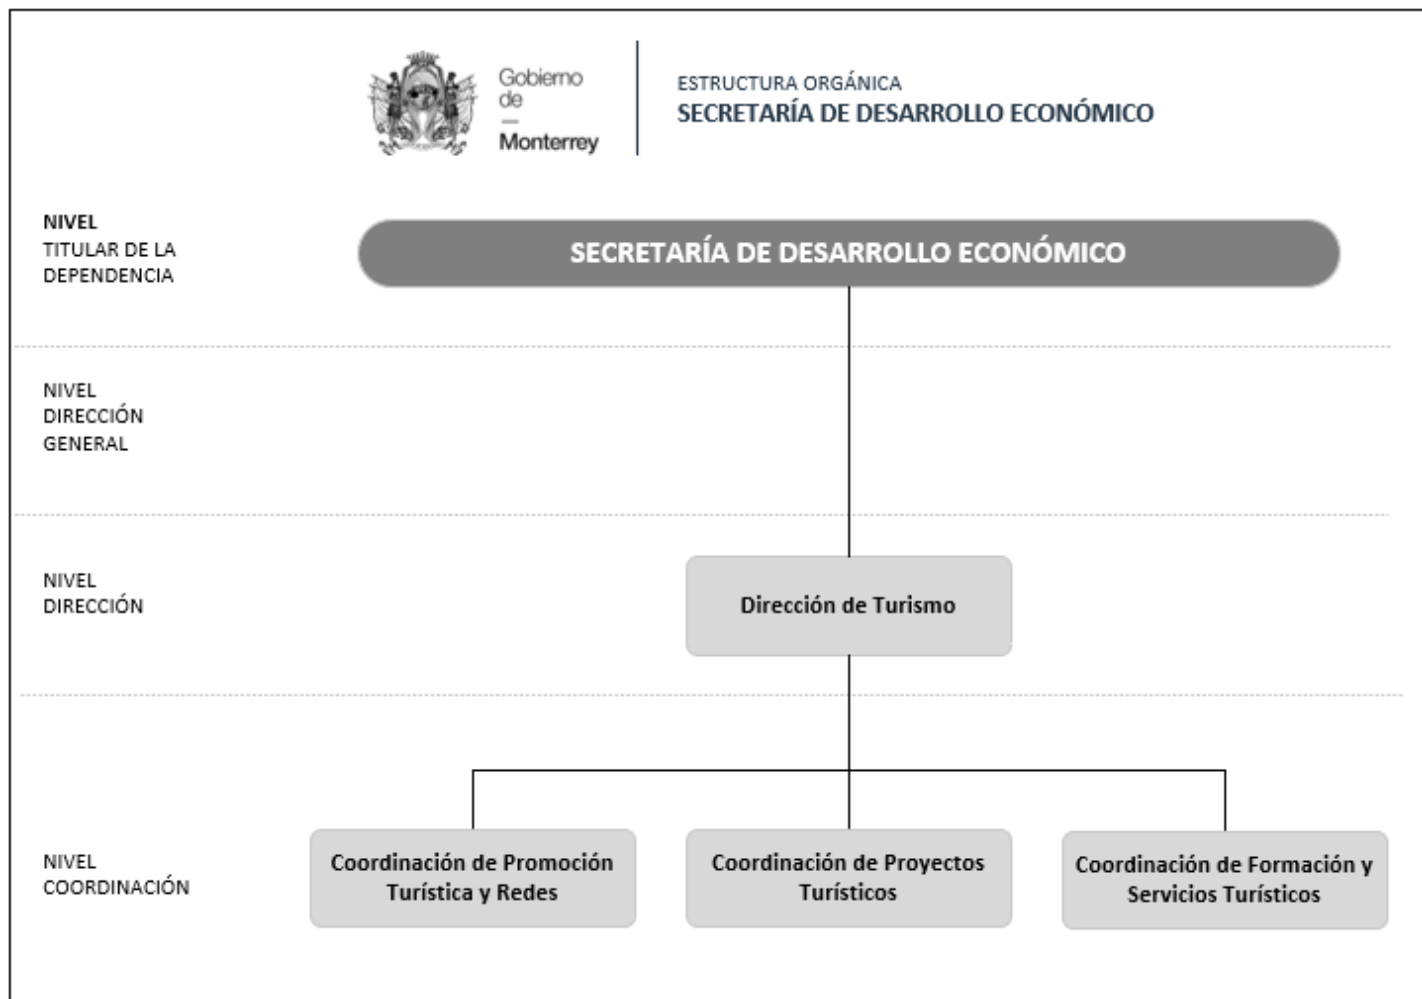 Gobierno
de
—
Monterrey
ESTRUCTURA ORGÁNICA
SECRETARÍA DE DESARROLLO ECONÓMICO
NIVEL
TITULAR DE LA
DEPENDENCIA
SECRETARÍA DE DESARROLLO ECONÓMICO
NIVEL
DIRECCIÓN
GENERAL
NIVEL
DIRECCIÓN
Dirección de Turismo
NIVEL
COORDINACIÓN
Coordinación de Promoción
Turística y Redes
Coordinación de Proyectos
Turísticos
Coordinación de Formación y
Servicios Turísticos